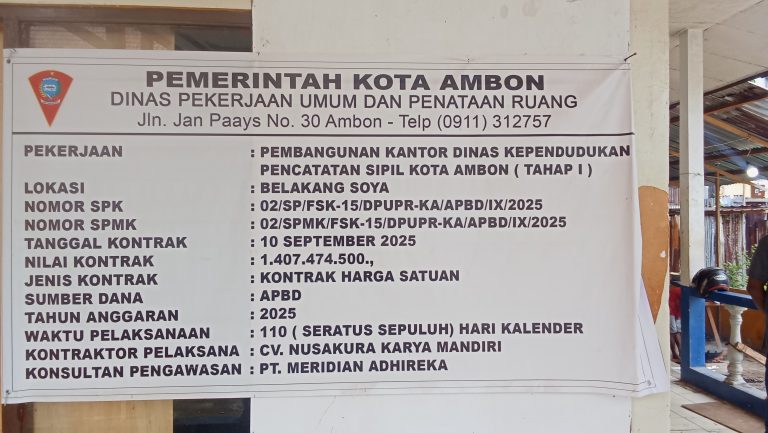 PEMERINTAH KOTA AMBON
DINAS PEKERJAAN UMUM DAN PENATAAN RUANG
Jln. Jan Paays No. 30 Ambon - Telp (0911) 312757
PEKERJAAN : PEMBANGUNAN KANTOR DINAS KEPENDUDUKAN
PENCATATAN SIPIL KOTA AMBON ( TAHAP I )
LOKASI : BELAKANG SOYA
NOMOR SPK : 02/SP/FSK-15/DPUPR-KA/APBD/IX/2025
NOMOR SPMK : 02/SPMK/FSK-15/DPUPR-KA/APBD/IX/2025
TANGGAL KONTRAK : 10 SEPTEMBER 2025
NILAI KONTRAK : 1.407.474.500.,
JENIS KONTRAK : KONTRAK HARGA SATUAN
SUMBER DANA : APBD
TAHUN ANGGARAN : 2025
WAKTU PELAKSANAAN : 110 ( SERATUS SEPULUH) HARI KALENDER
KONTRAKTOR PELAKSANA : CV. NUSAKURA KARYA MANDIRI
KONSULTAN PENGAWASAN : PT. MERIDIAN ADHIREKA